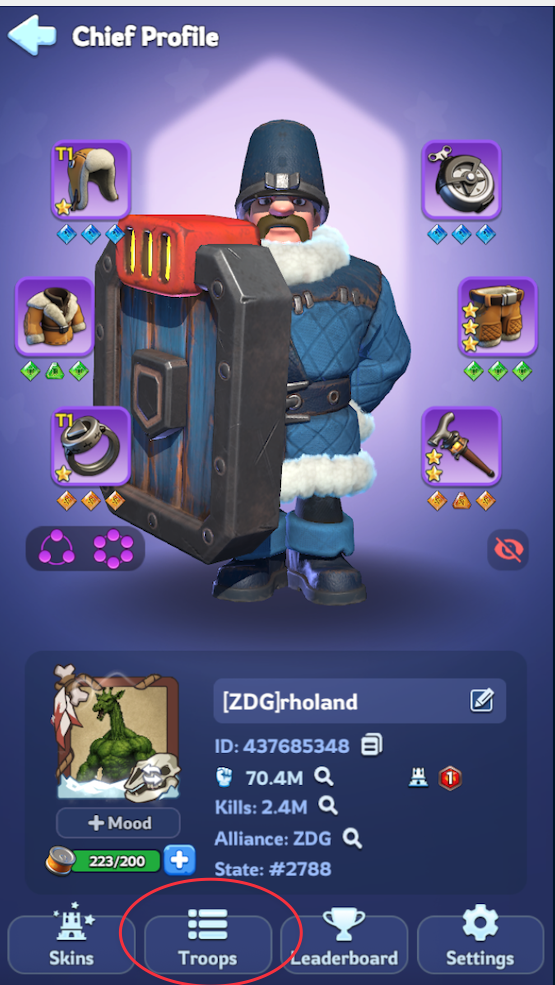 Chief Profile
T1
T1
[ZDG]rholand
ID: 437685348
70.4M
1
Kills: 2.4M
+ Mood
Alliance: ZDG
223/200 +
State: #2788
Skins
Troops
Leaderboard
Settings